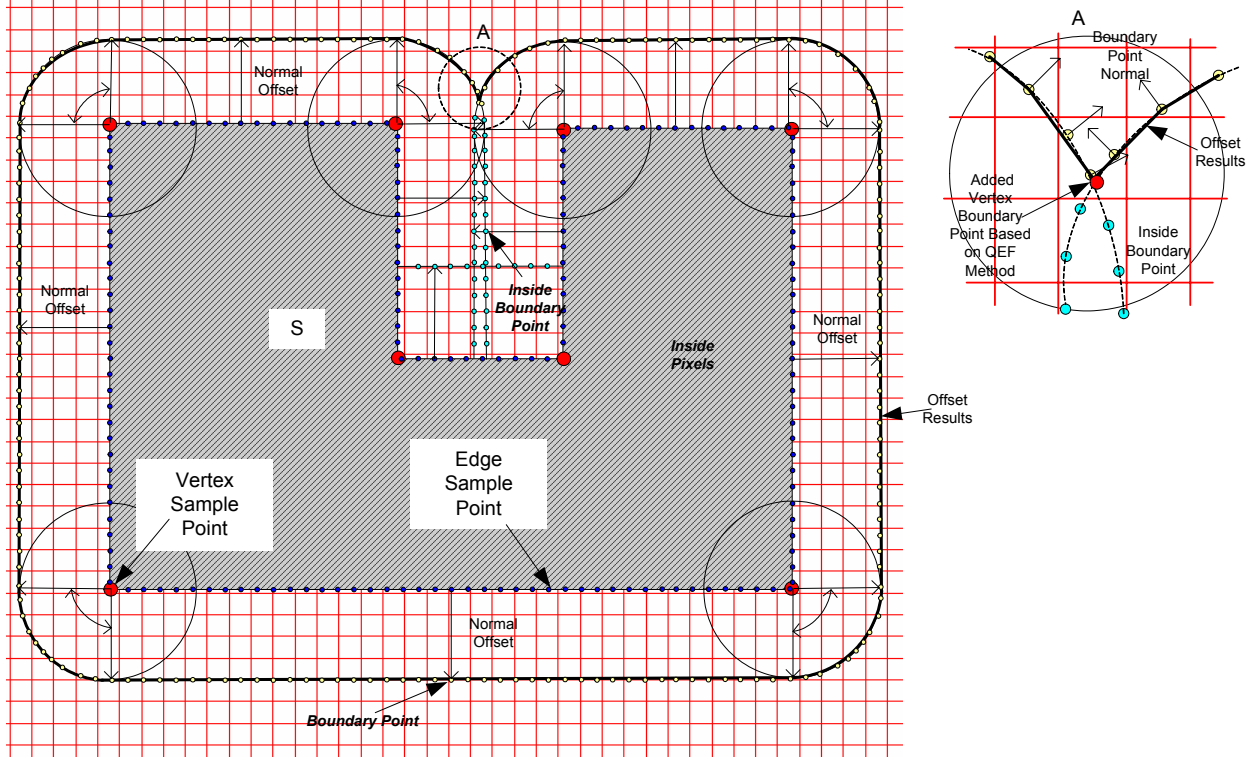 A
Normal
Offset
Normal
Offset
S
Inside
Boundary
Point
Inside
Pixels
Normal
Offset
Offset
Results
Vertex
Sample
Point
Edge
Sample
Point
Normal
Offset
Boundary Point
A
Boundary
Point
Normal
Offset
Results
Added
Vertex
Boundary
Point Based
on QEF
Method
Inside
Boundary
Point